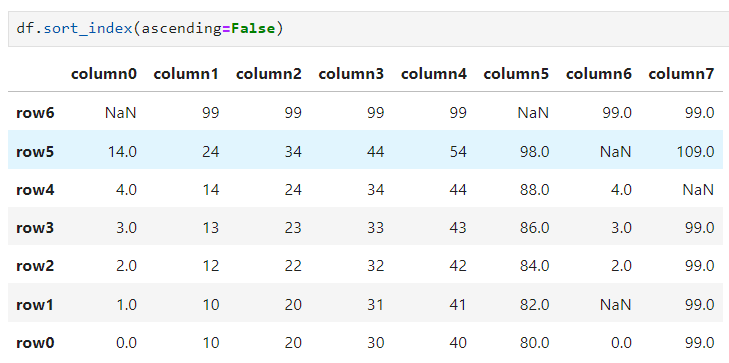 df.sort_index(ascending=False)
column0 column1 column2 column3 column4 column5 column6 column7
row6 NaN 99 99 99 99 NaN 99.0 99.0
row5 14.0 24 34 44 54 98.0 NaN 109.0
row4 4.0 14 24 34 44 88.0 4.0 NaN
row3 3.0 13 23 33 43 86.0 3.0 99.0
row2 2.0 12 22 32 42 84.0 2.0 99.0
row1 1.0 10 20 31 41 82.0 NaN 99.0
row0 0.0 10 20 30 40 80.0 0.0 99.0